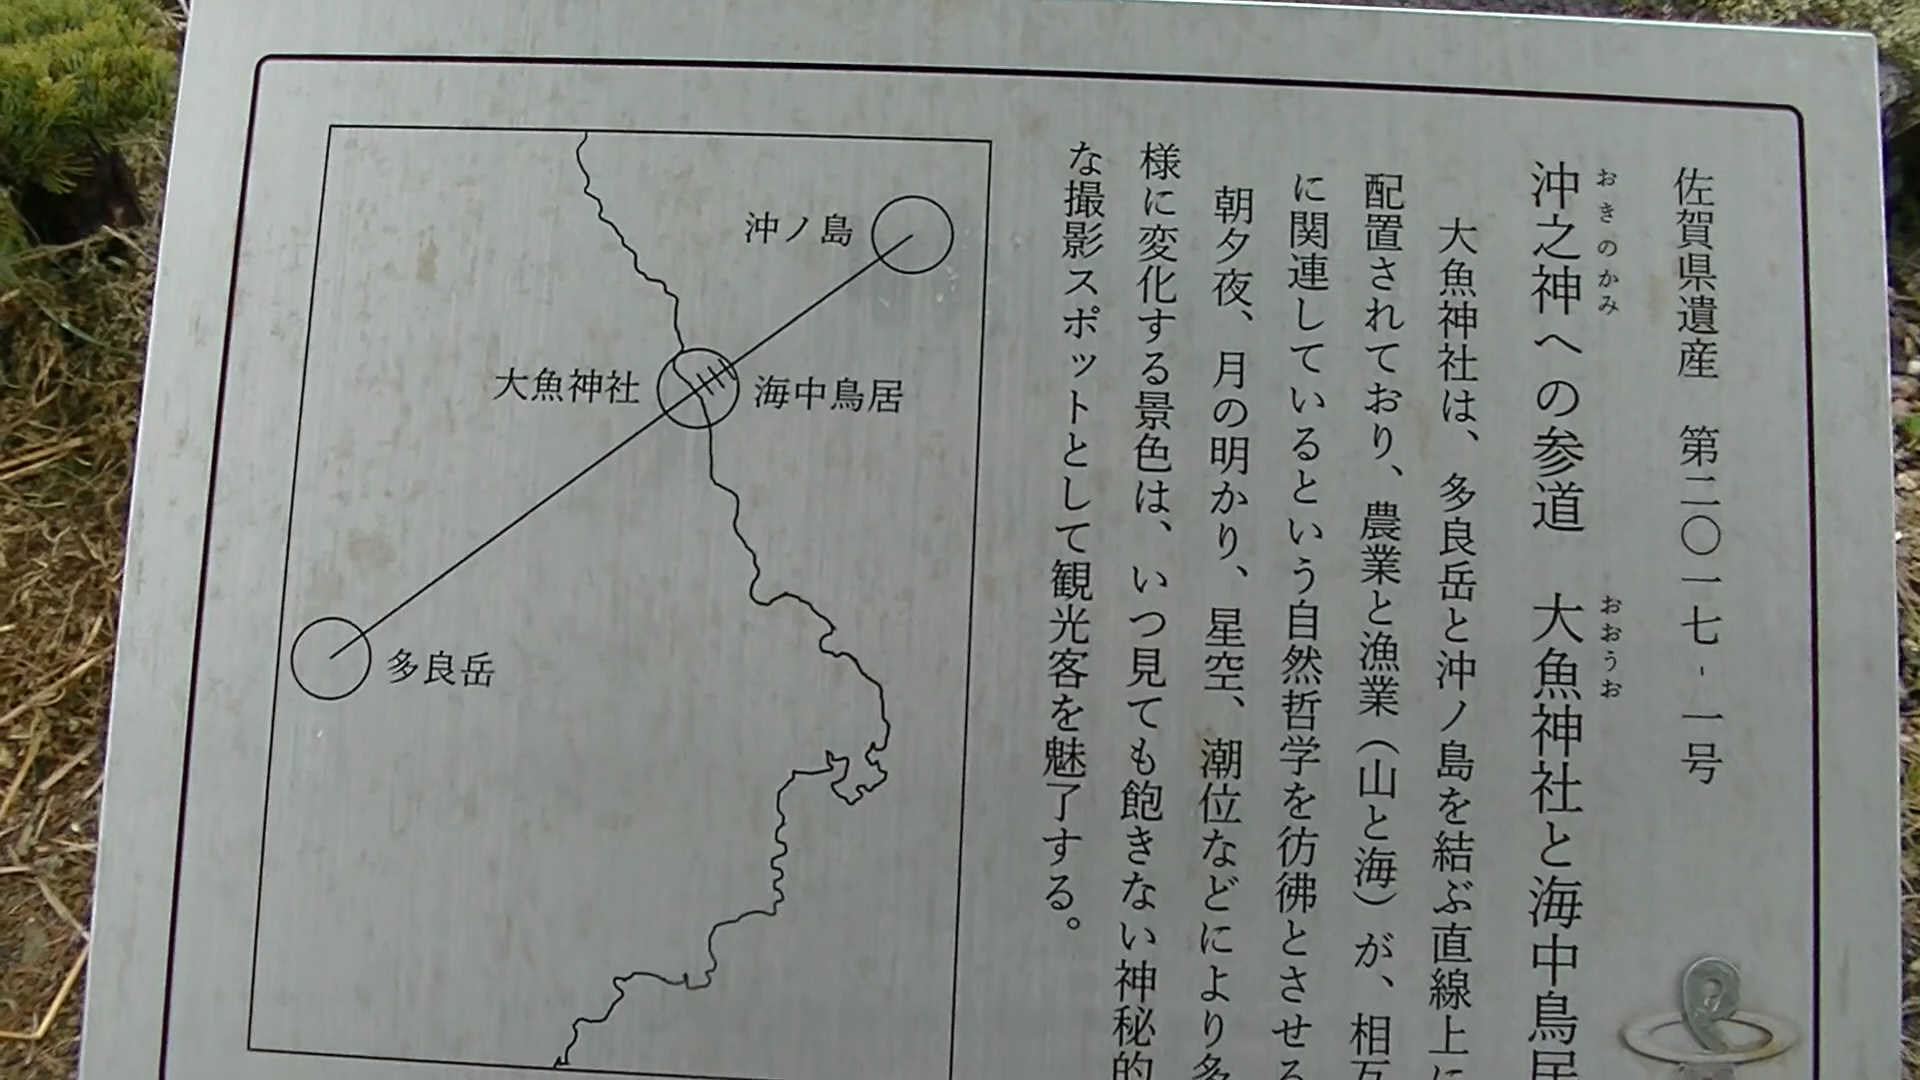 佐賀県遺産　第二〇一七-一号
おきのかみ
おおうお
沖之神への参道　大魚神社と海中鳥居
大魚神社は、多良岳と沖ノ島を結ぶ直線上に
配置されており、農業と漁業（山と海）が、相互
に関連しているという自然哲学を彷彿とさせる
朝夕夜、月の明かり、星空、潮位などにより多
様に変化する景色は、いつ見ても飽きない神秘的
な撮影スポットとして観光客を魅了する。
沖ノ島
大魚神社
海中鳥居
多良岳